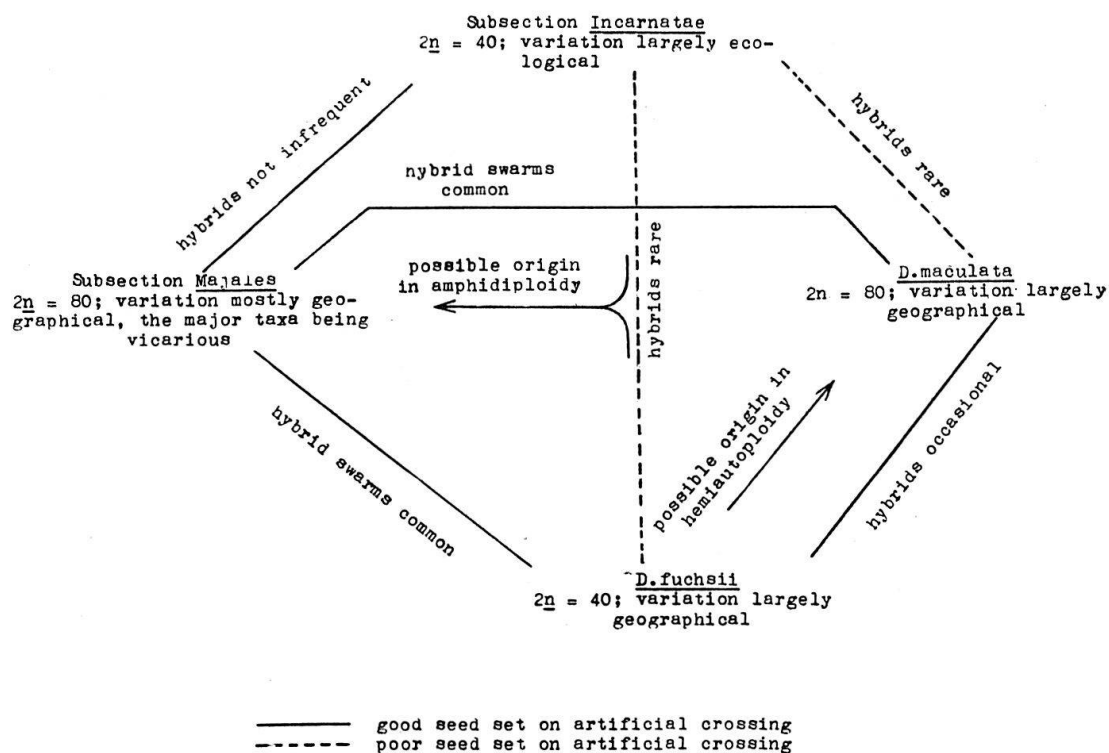 Subsection Incarnatae
2n = 40; variation largely eco-
logical
hybrids not infrequent
hybrids rare
nybrid swarms
common
hybrids rare
Subsection Majales
2n = 80; variation mostly geo-
graphical, the major taxa being
vicarious
possible origin
in amphidiploidy
D.maculata
2n = 80; variation largely
geographical
hybrid swarms common
possible origin in
hemiautoploidy
hybrids occasional
D.fuchsii
2n = 40; variation largely
geographical
good seed set on artificial crossing
poor seed set on artificial crossing